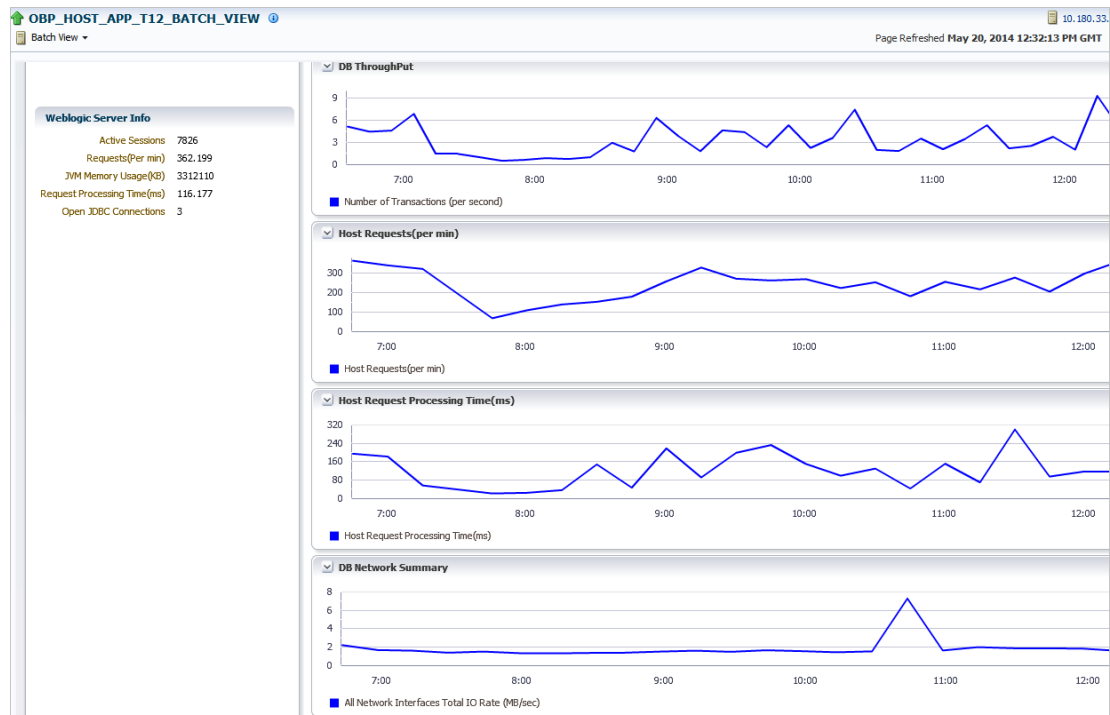 OBP_HOST_APP_T12_BATCH_VIEW
10.180.33.
Batch View
Page Refreshed May 20, 2014 12:32:13 PM GMT
Weblogic Server Info
Active Sessions 7826
Requests(Per min) 362.199
JVM Memory Usage(KB) 3312110
Request Processing Time(ms) 116.177
Open JDBC Connections 3
DB ThroughPut
9
6
3
0
7:00 8:00 9:00 10:00 11:00 12:00
Number of Transactions (per second)
Host Requests(per min)
300
200
100
0
7:00 8:00 9:00 10:00 11:00 12:00
Host Requests(per min)
Host Request Processing Time(ms)
320
240
160
80
0
7:00 8:00 9:00 10:00 11:00 12:00
Host Request Processing Time(ms)
DB Network Summary
8
6
4
2
0
7:00 8:00 9:00 10:00 11:00 12:00
All Network Interfaces Total IO Rate (MB/sec)